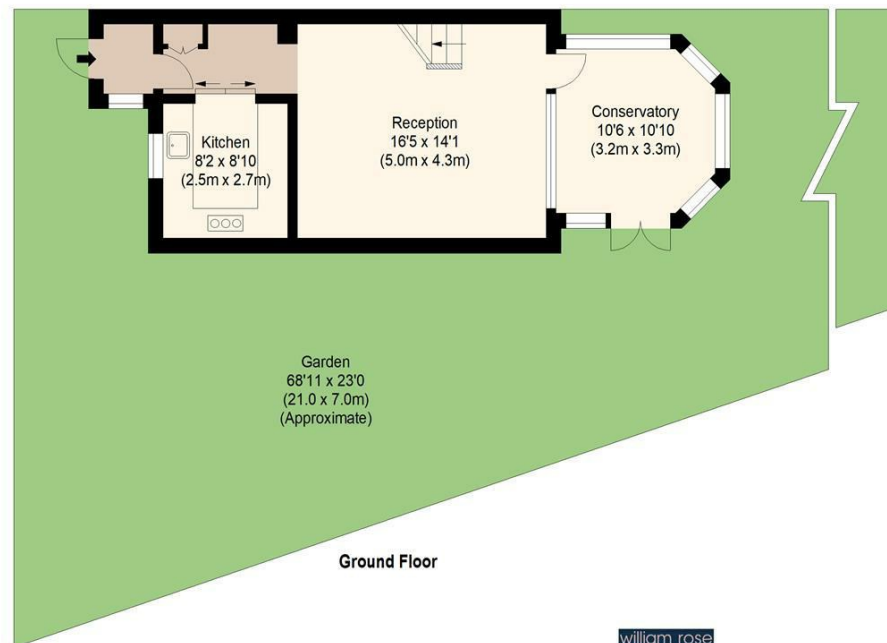 Kitchen
8'2 x 8'10
(2.5m x 2.7m)
Reception
16'5 x 14'1
(5.0m x 4.3m)
Conservatory
10'6 x 10'10
(3.2m x 3.3m)
Garden
68'11 x 23'0
(21.0 x 7.0m)
(Approximate)
Ground Floor
william rose